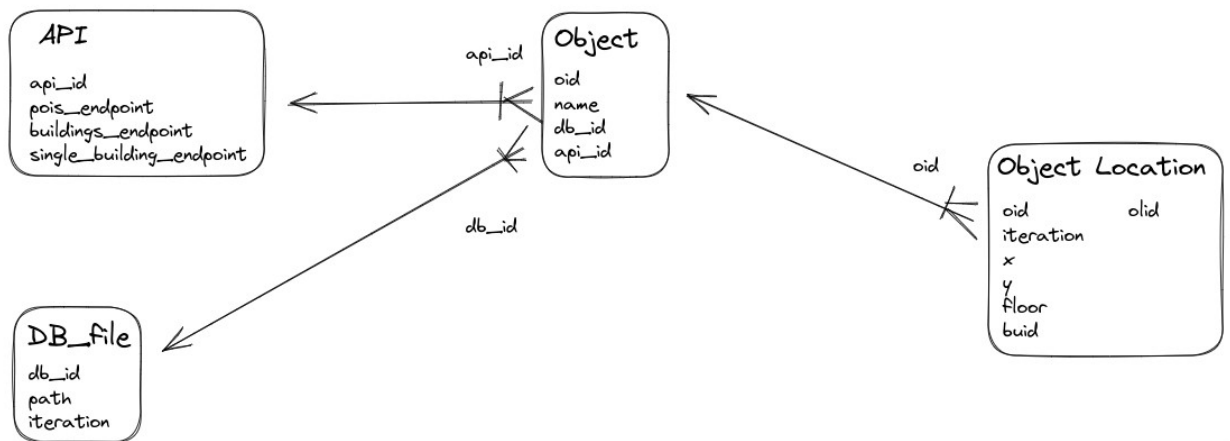 API
api_id
pois_endpoint
buildings_endpoint
single_building_endpoint
api_id
Object
oid
name
db_id
api_id
db_id
oid
Object Location
oid olid
iteration
x
y
floor
buid
DB_file
db_id
path
iteration